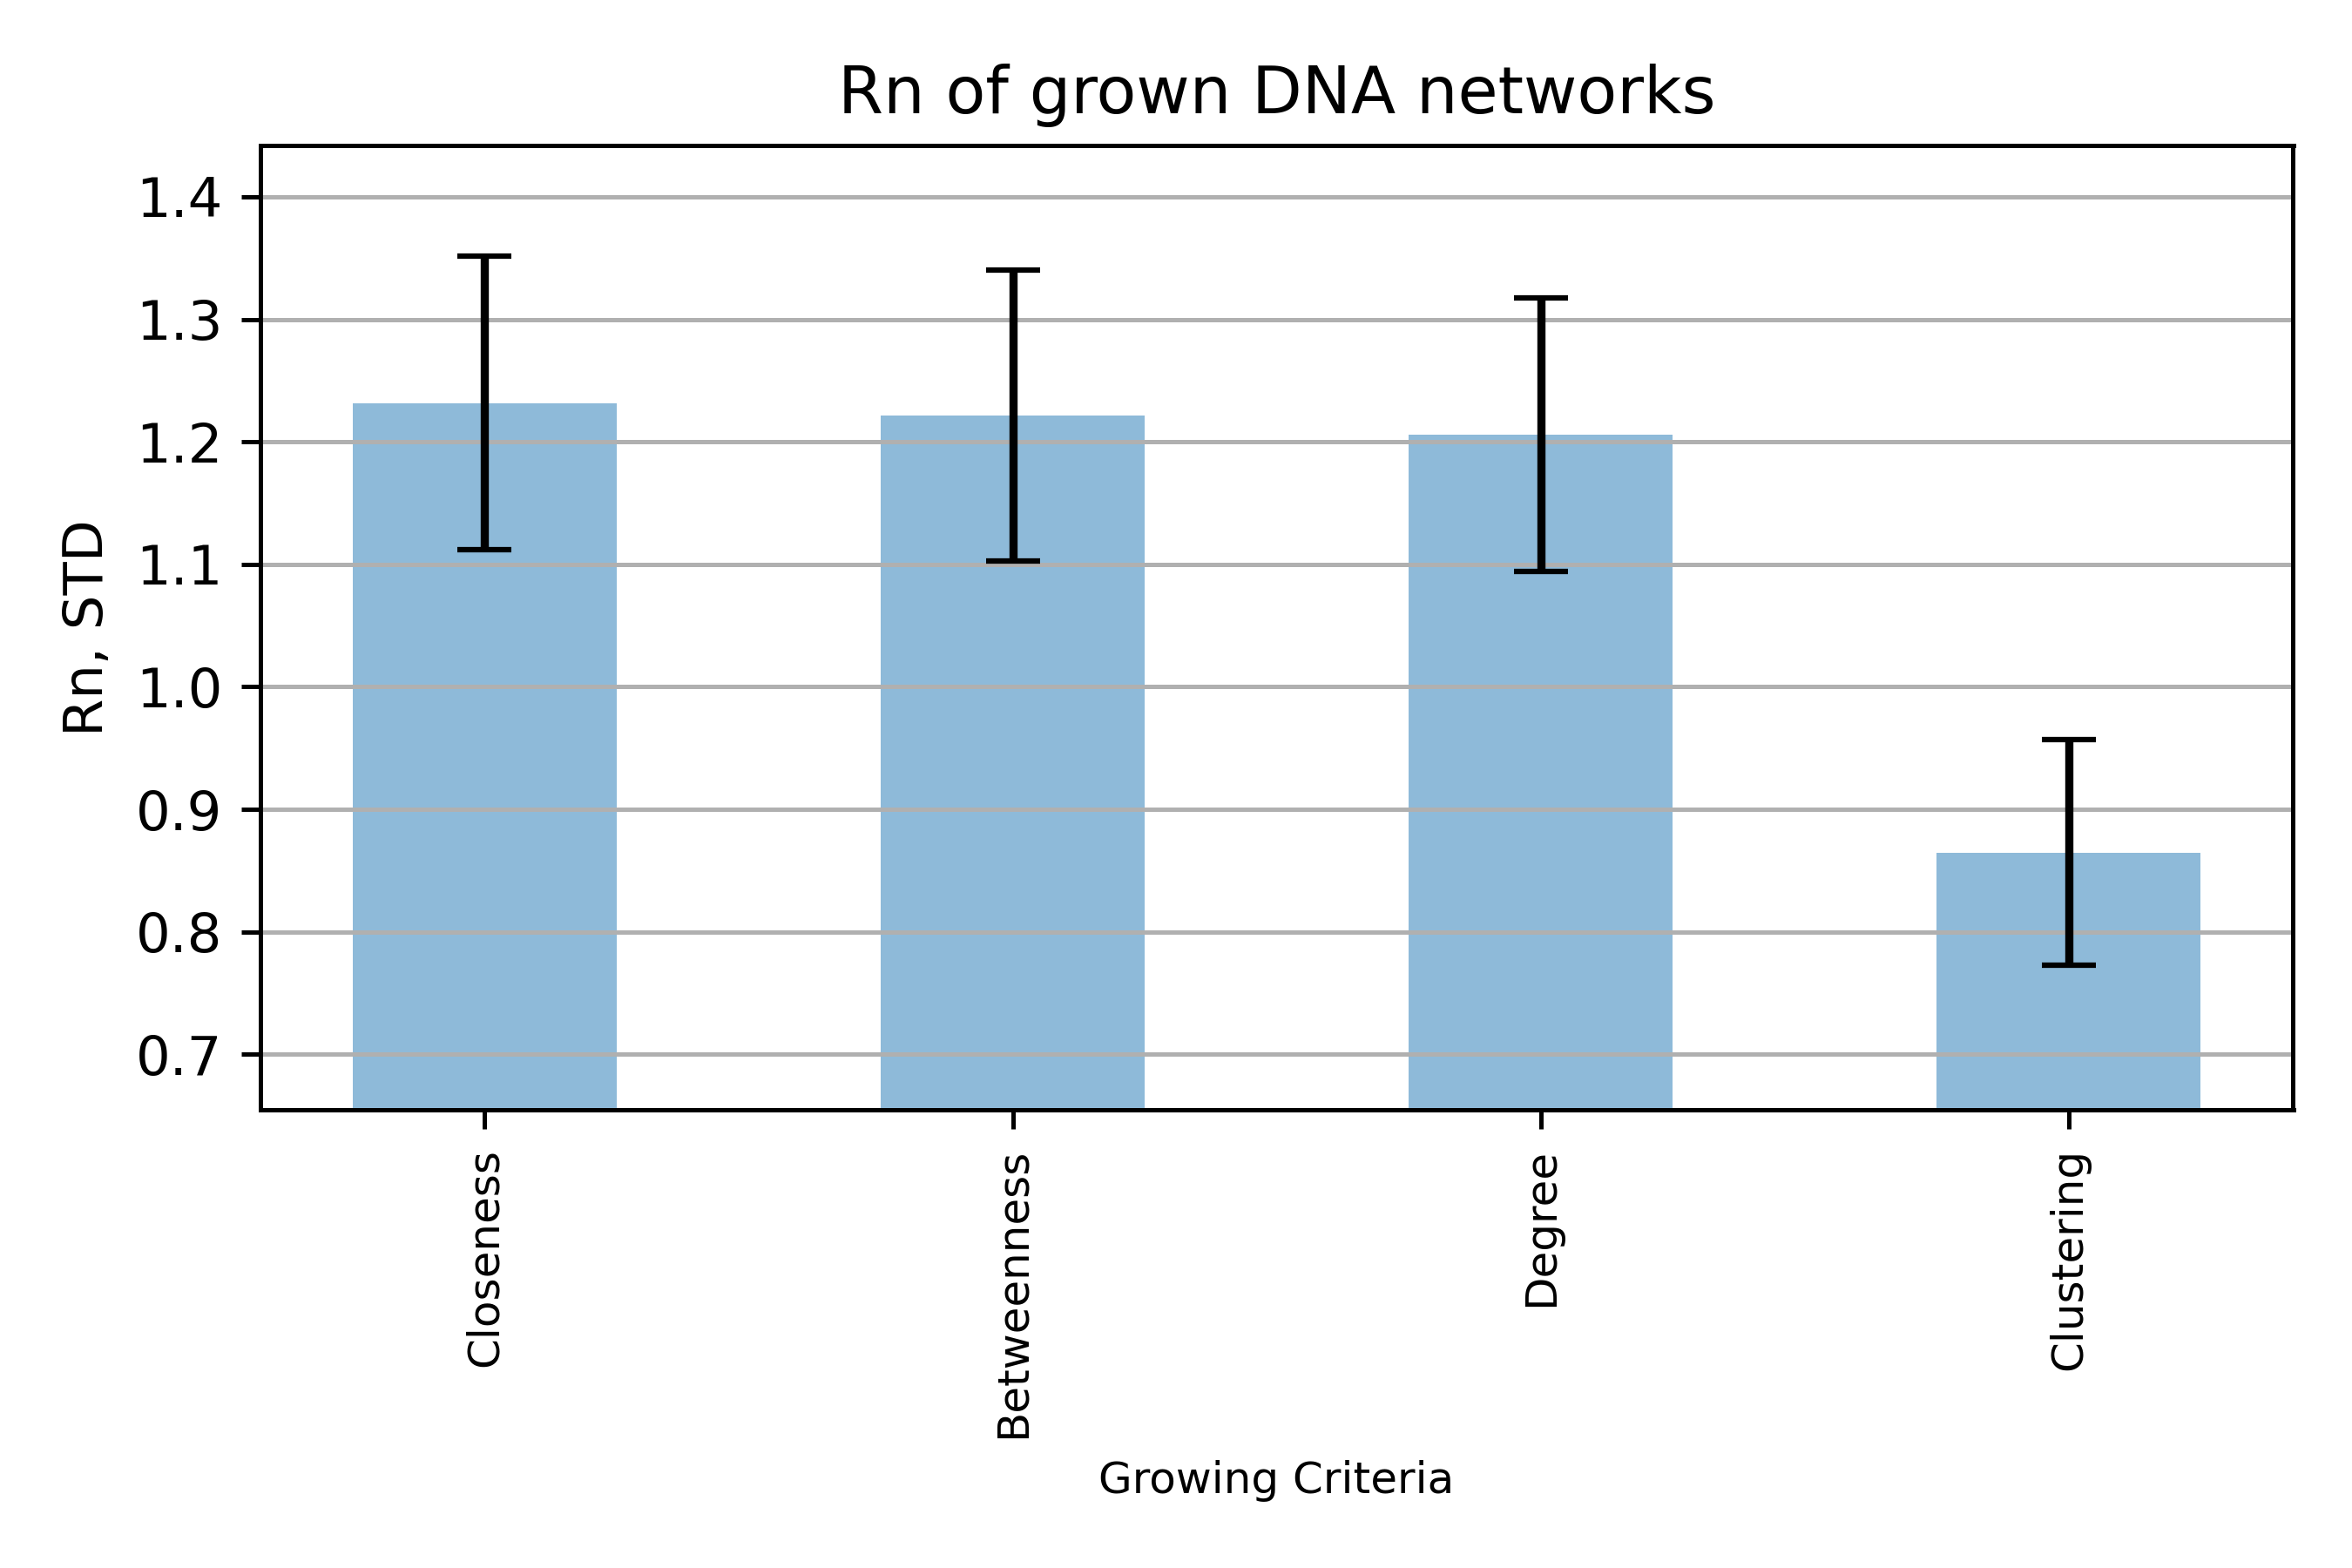 Rn of grown DNA networks
1.4
1.3
1.2
1.1
1.0
0.9
0.8
0.7
Rn, STD
Closeness
Betweenness
Degree
Clustering
Growing Criteria